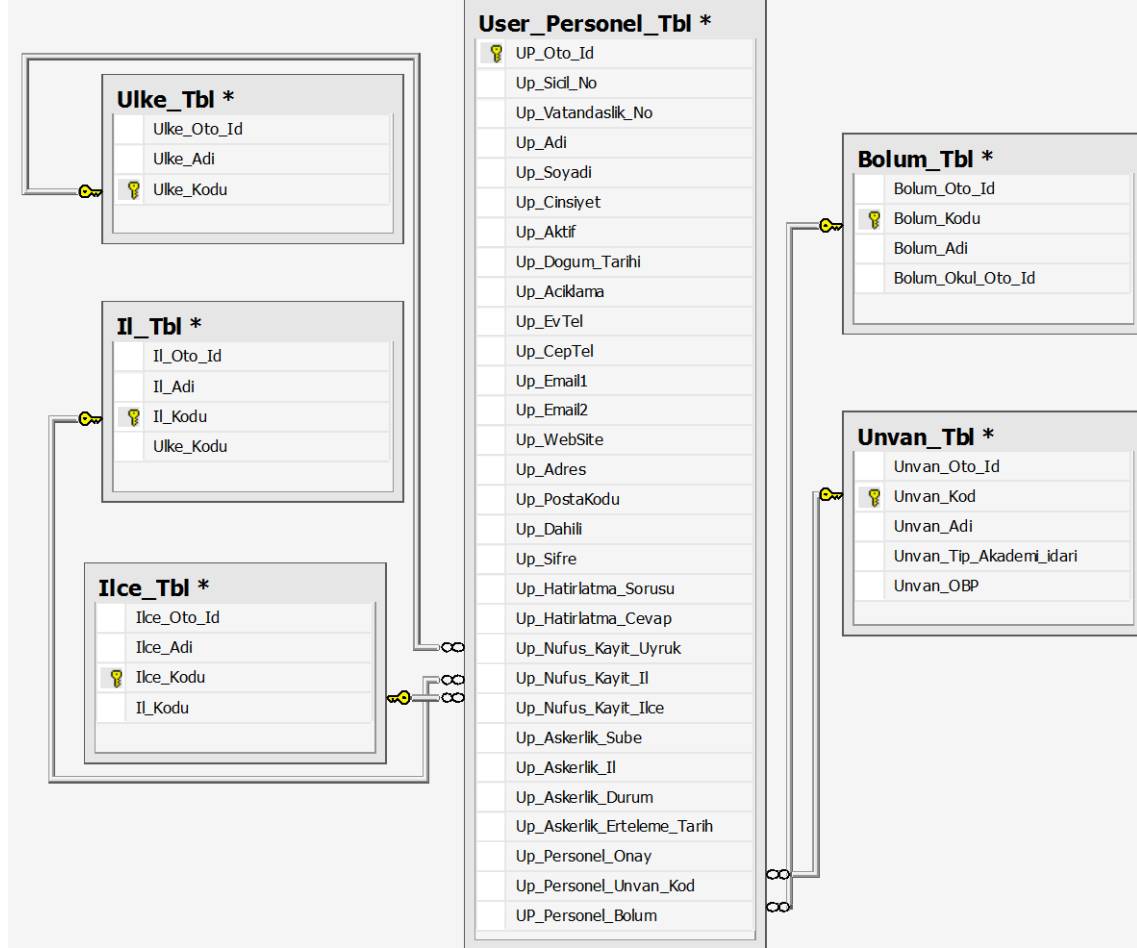 User_Personel_Tbl *
UP_Oto_Id
Up_Sicil_No
Up_Vatandaslik_No
Up_Adi
Up_Soyadi
Up_Cinsiyet
Up_Aktif
Up_Dogum_Tarihi
Up_Aciklama
Up_EvTel
Up_CepTel
Up_Email1
Up_Email2
Up_WebSite
Up_Adres
Up_PostaKodu
Up_Dahili
Up_Sifre
Up_Hatirlatma_Sorusu
Up_Hatirlatma_Cevap
Up_Nufus_Kayit_Uyruk
Up_Nufus_Kayit_Il
Up_Nufus_Kayit_Ilce
Up_Askerlik_Sube
Up_Askerlik_Il
Up_Askerlik_Durum
Up_Askerlik_Erteleme_Tarih
Up_Personel_Onay
Up_Personel_Unvan_Kod
UP_Personel_Bolum
Ulke_Tbl *
Ulke_Oto_Id
Ulke_Adi
Ulke_Kodu
Il_Tbl *
Il_Oto_Id
Il_Adi
Il_Kodu
Ulke_Kodu
Ilce_Tbl *
Ilce_Oto_Id
Ilce_Adi
Ilce_Kodu
Il_Kodu
Bolum_Tbl *
Bolum_Oto_Id
Bolum_Kodu
Bolum_Adi
Bolum_Okul_Oto_Id
Unvan_Tbl *
Unvan_Oto_Id
Unvan_Kod
Unvan_Adi
Unvan_Tip_Akademi_idari
Unvan_OBP